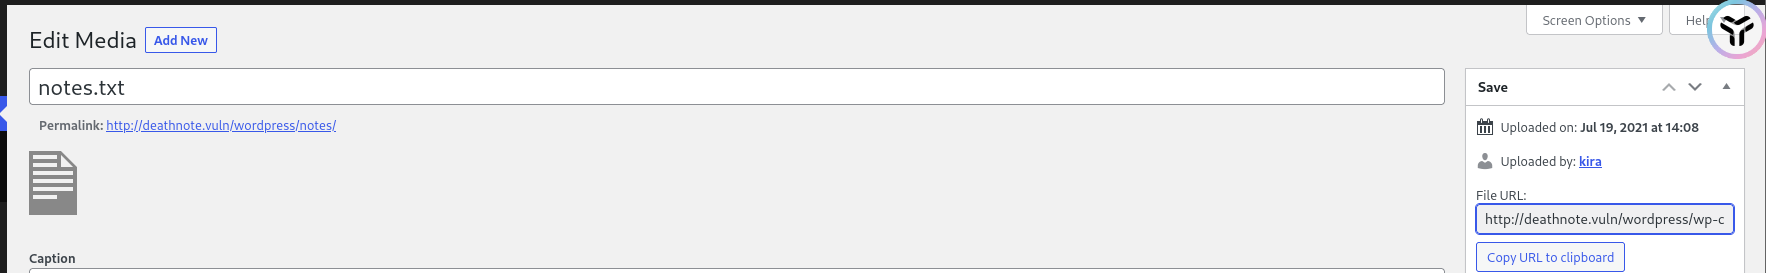 Screen Options ▼
Help
Edit Media
Add New
notes.txt
Save
Permalink: http://deathnote.vuln/wordpress/notes/
Uploaded on: Jul 19, 2021 at 14:08
Uploaded by: kira
File URL:
http://deathnote.vuln/wordpress/wp-c
Copy URL to clipboard
Caption